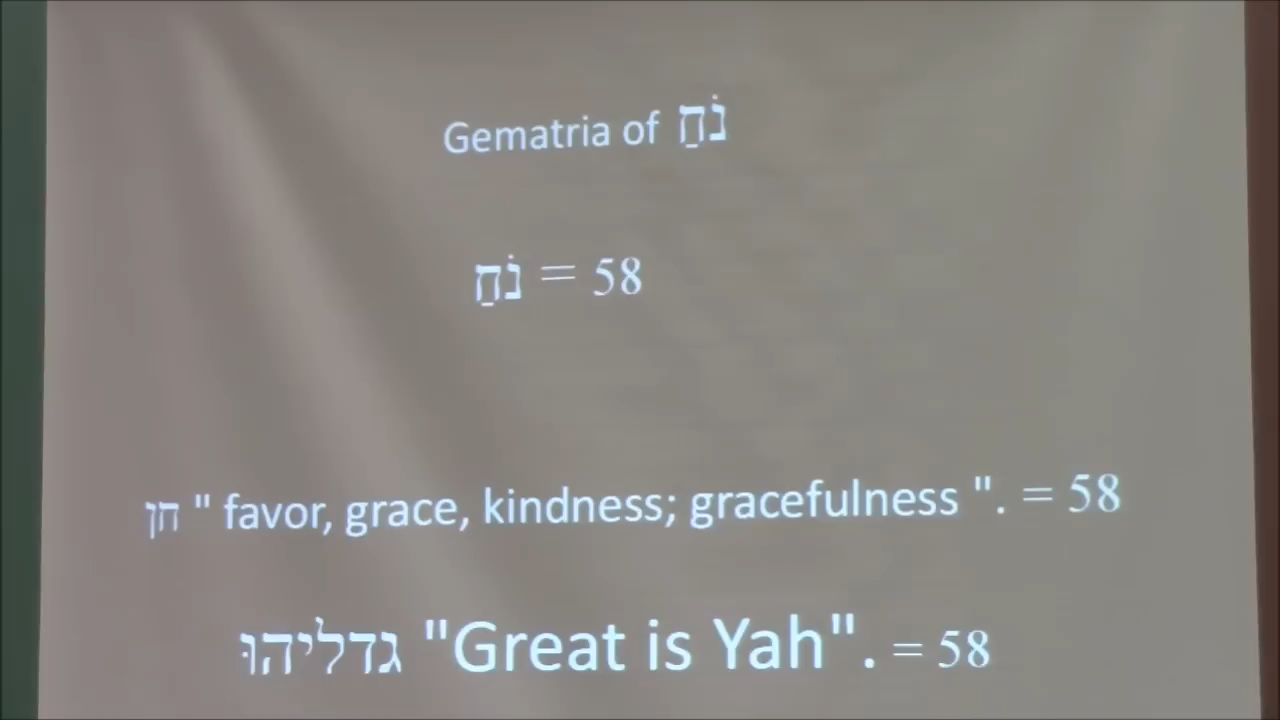 Gematria of נֹחַ
נֹחַ = 58
חן " favor, grace, kindness; gracefulness ". = 58
גדליהוּ "Great is Yah". = 58